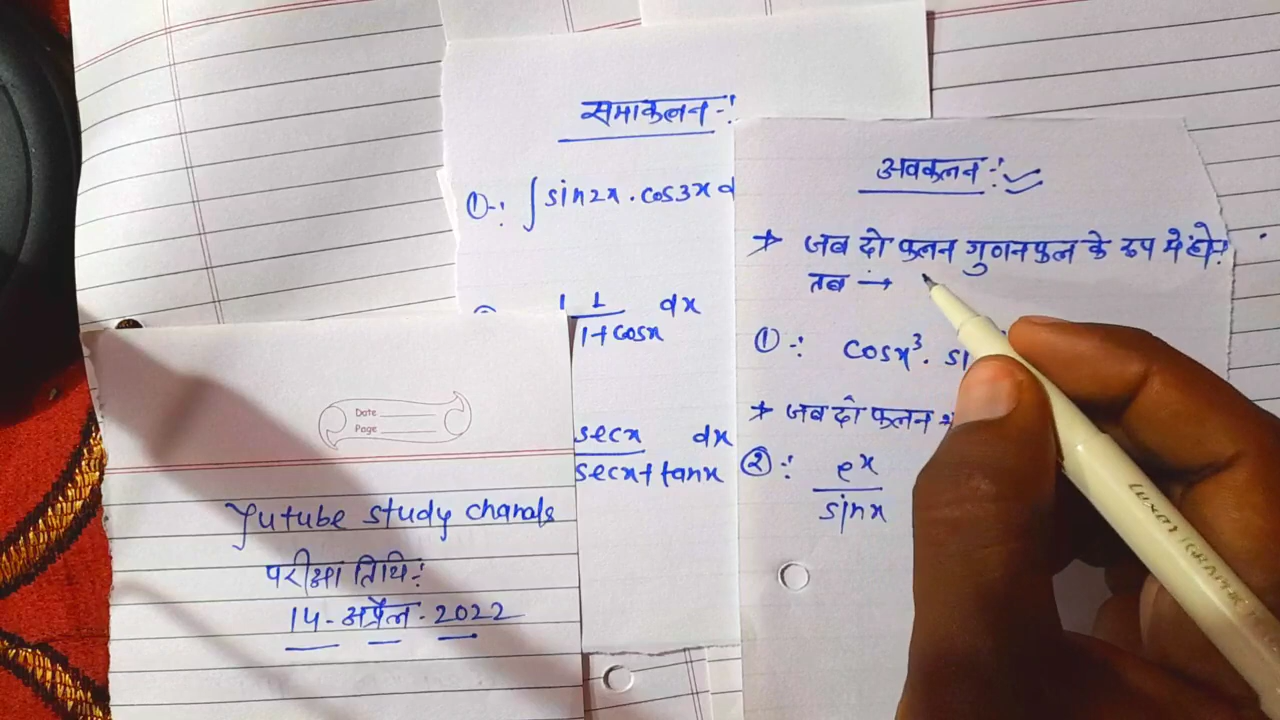 समाकलन:-
①-: ∫ sin2x . cos3x d
1/(1+cosx) dx
secx/(secx+tanx) dx
अवकलन:-
* जब दो फलन गुणनफल के रूप में हो:
तब →
①-: cosx³ .
* जब दो फलन
②: eˣ/sinx
Date
Page
Yutube study chanals
परीक्षा तिथि:
14-अप्रैल-2022
LUXOR